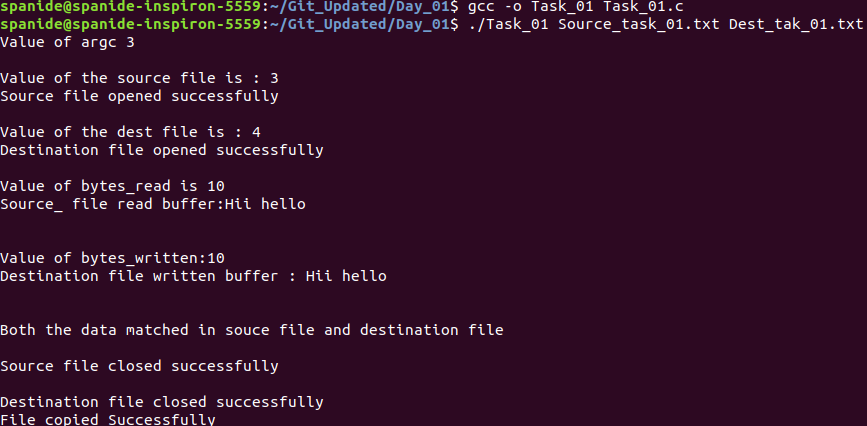 spanide@spanide-inspiron-5559:~/Git_Updated/Day_01$ gcc -o Task_01 Task_01.c
spanide@spanide-inspiron-5559:~/Git_Updated/Day_01$ ./Task_01 Source_task_01.txt Dest_tak_01.txt
Value of argc 3
Value of the source file is : 3
Source file opened successfully
Value of the dest file is : 4
Destination file opened successfully
Value of bytes_read is 10
Source_ file read buffer:Hii hello
Value of bytes_written:10
Destination file written buffer : Hii hello
Both the data matched in souce file and destination file
Source file closed successfully
Destination file closed successfully
File copied Successfully